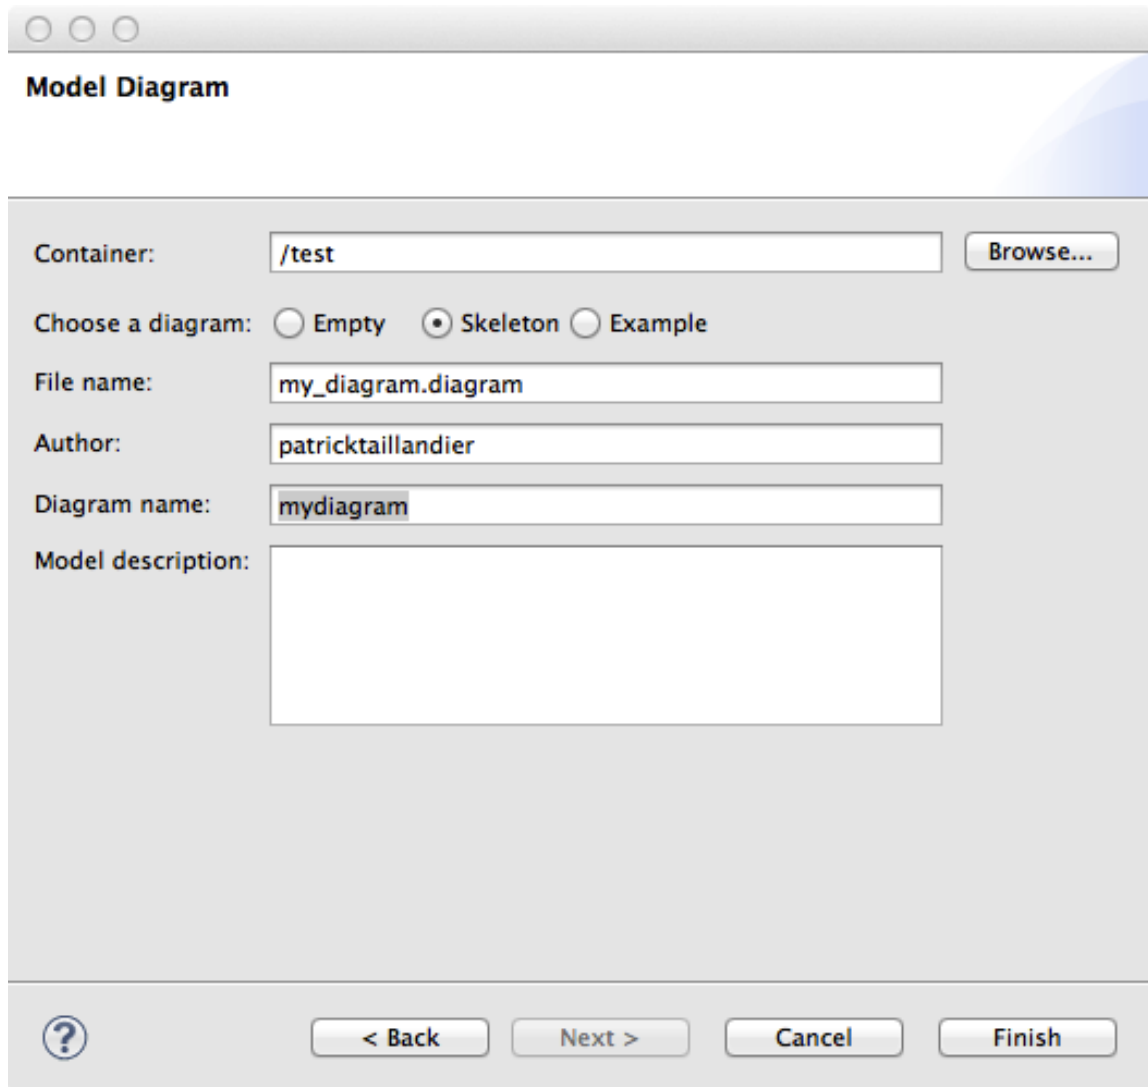 Model Diagram
Container: /test Browse...
Choose a diagram: Empty Skeleton Example
File name: my_diagram.diagram
Author: patricktaillandier
Diagram name: mydiagram
Model description:
? < Back Next > Cancel Finish